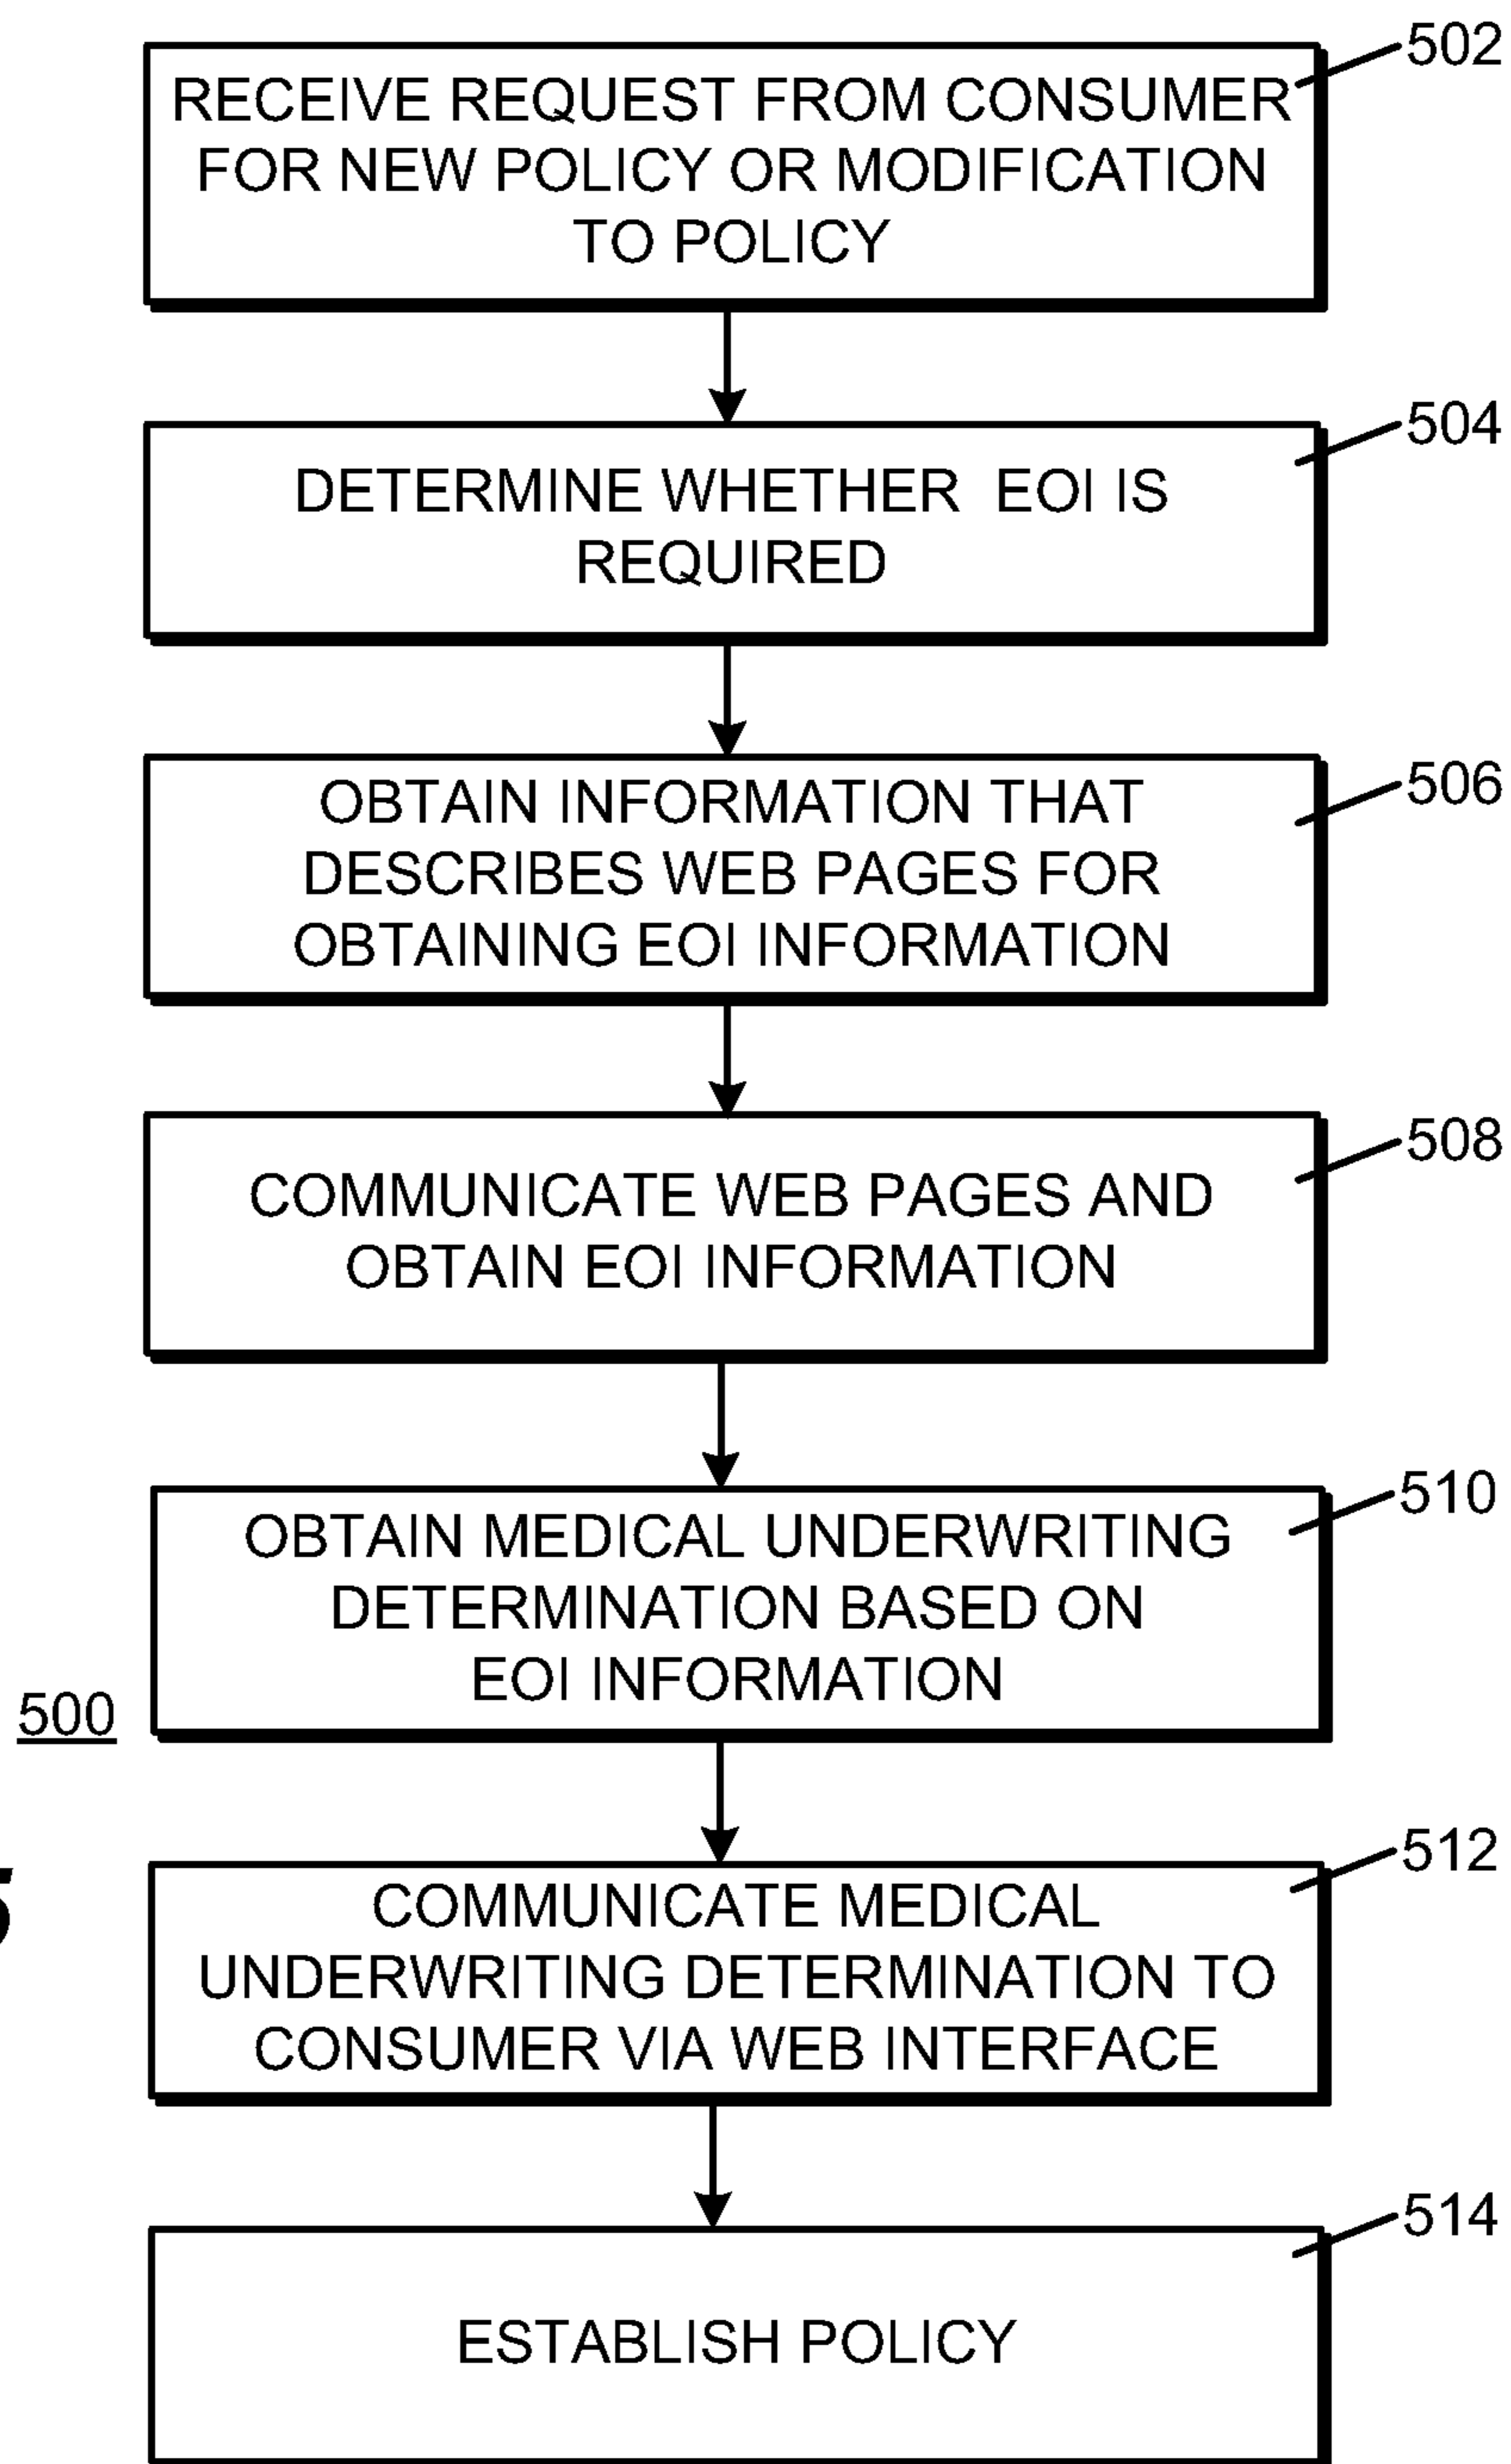 502
RECEIVE REQUEST FROM CONSUMER
FOR NEW POLICY OR MODIFICATION
TO POLICY
504
DETERMINE WHETHER EOI IS
REQUIRED
506
OBTAIN INFORMATION THAT
DESCRIBES WEB PAGES FOR
OBTAINING EOI INFORMATION
508
COMMUNICATE WEB PAGES AND
OBTAIN EOI INFORMATION
510
OBTAIN MEDICAL UNDERWRITING
DETERMINATION BASED ON
EOI INFORMATION
500
512
COMMUNICATE MEDICAL
UNDERWRITING DETERMINATION TO
CONSUMER VIA WEB INTERFACE
514
ESTABLISH POLICY